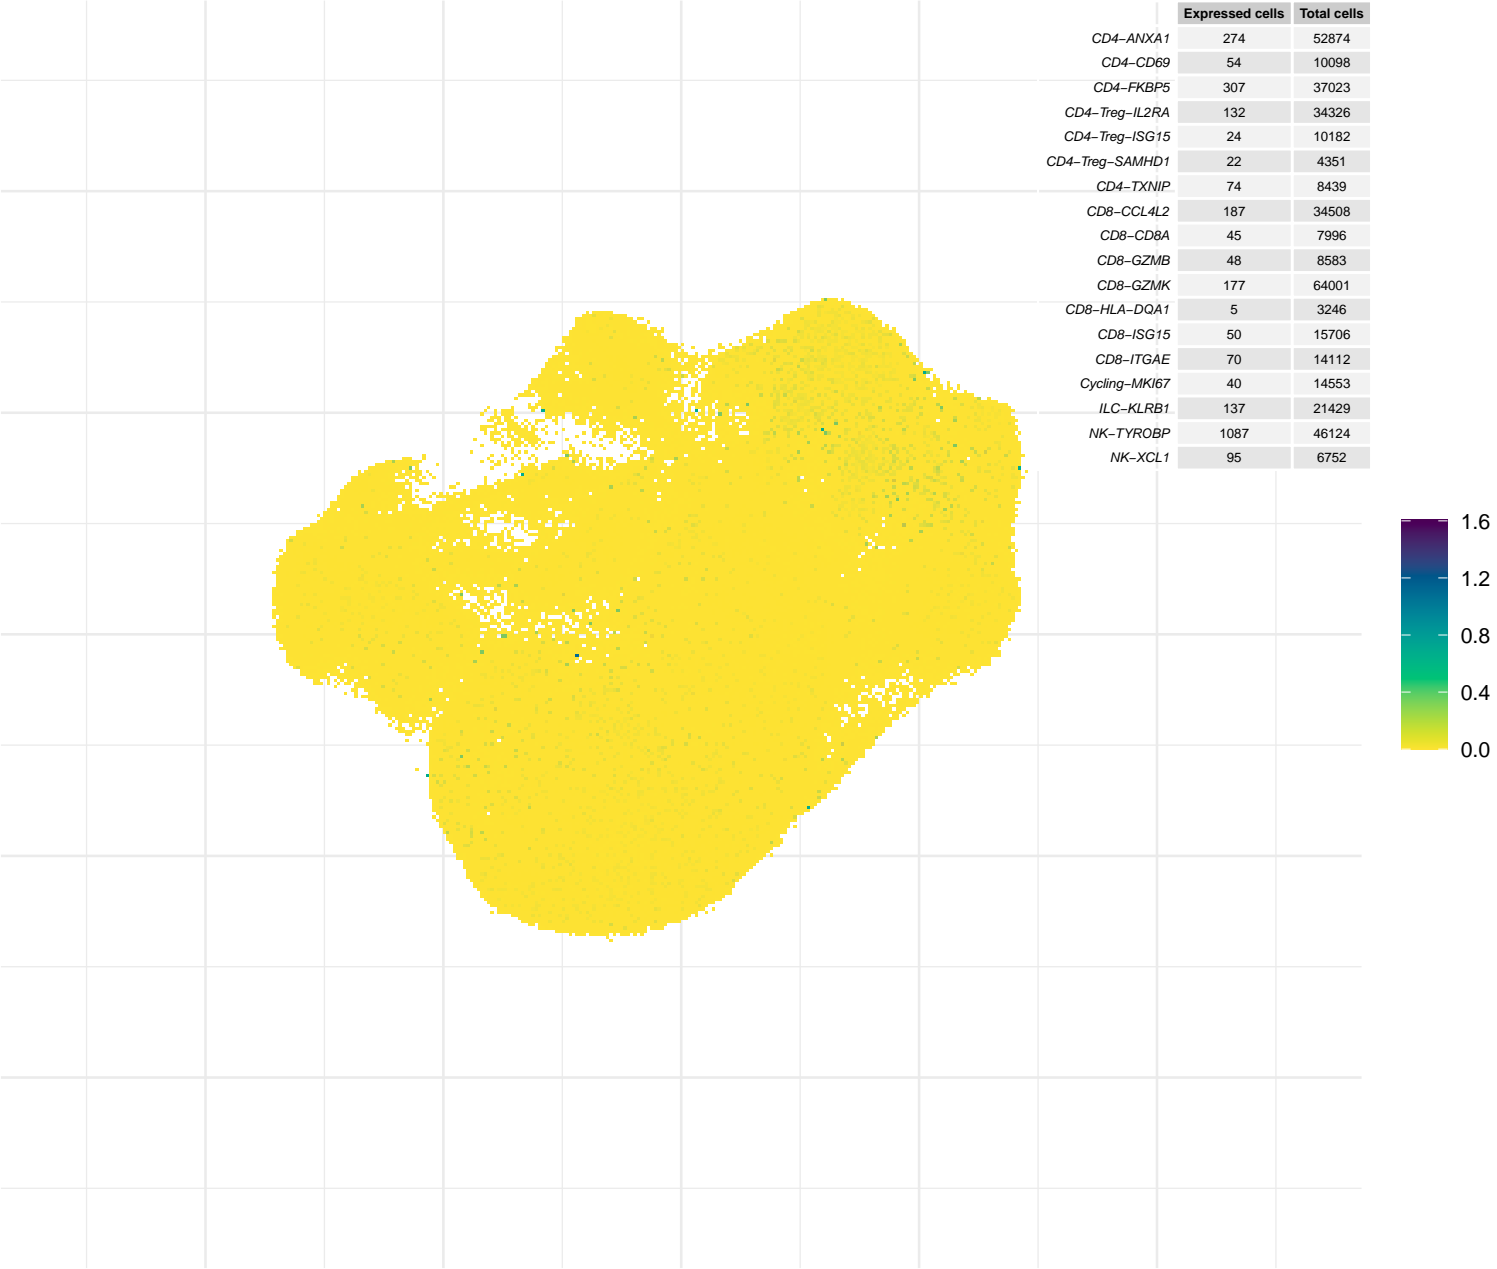 Expressed cells Total cells
CD4−ANXA1 274 52874
CD4−CD69 54 10098
CD4−FKBP5 307 37023
CD4−Treg−IL2RA 132 34326
CD4−Treg−ISG15 24 10182
CD4−Treg−SAMHD1 22 4351
CD4−TXNIP 74 8439
CD8−CCL4L2 187 34508
CD8−CD8A 45 7996
CD8−GZMB 48 8583
CD8−GZMK 177 64001
CD8−HLA−DQA1 5 3246
CD8−ISG15 50 15706
CD8−ITGAE 70 14112
Cycling−MKI67 40 14553
ILC−KLRB1 137 21429
NK−TYROBP 1087 46124
NK−XCL1 95 6752
1.6
1.2
0.8
0.4
0.0